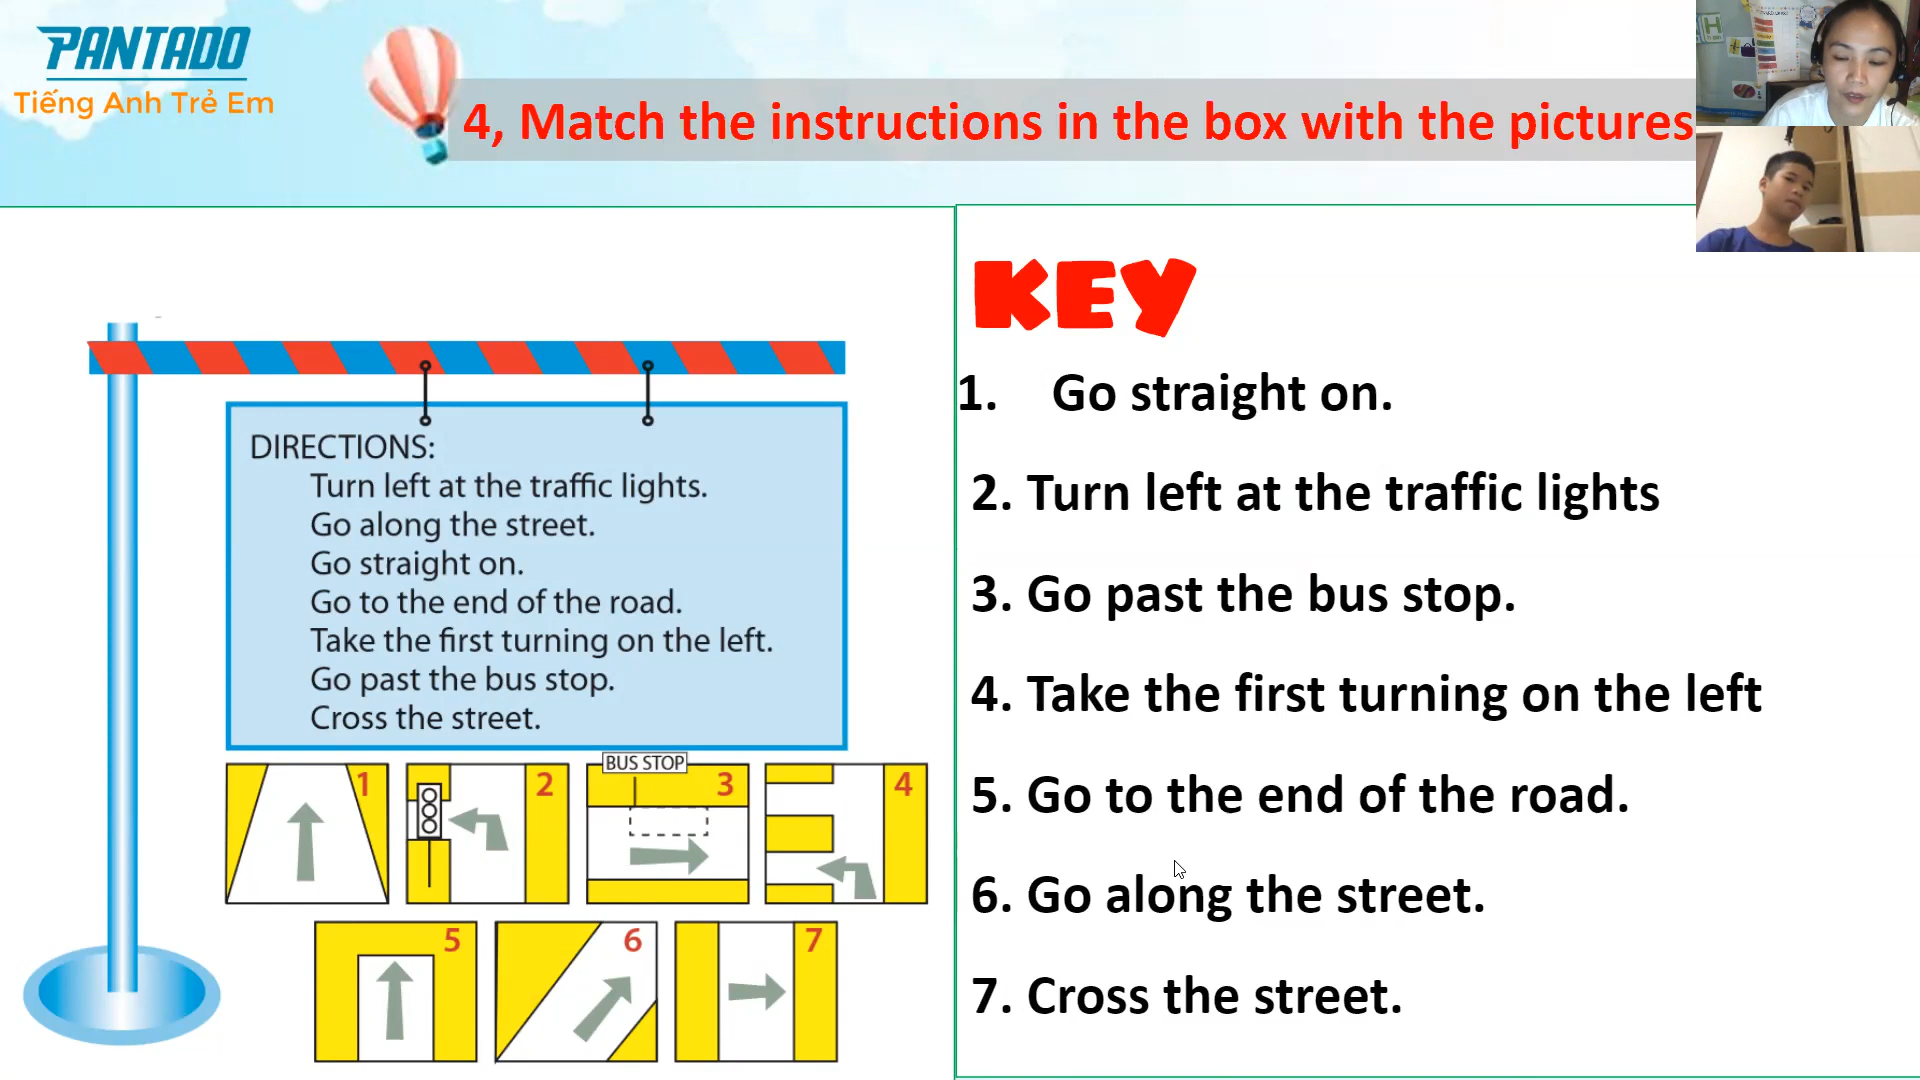 PANTADO
Tiếng Anh Trẻ Em
4, Match the instructions in the box with the pictures
DIRECTIONS:
Turn left at the traffic lights.
Go along the street.
Go straight on.
Go to the end of the road.
Take the first turning on the left.
Go past the bus stop.
Cross the street.
1
2
BUS STOP
3
4
5
6
7
KEY
1. Go straight on.
2. Turn left at the traffic lights
3. Go past the bus stop.
4. Take the first turning on the left
5. Go to the end of the road.
6. Go along the street.
7. Cross the street.
H